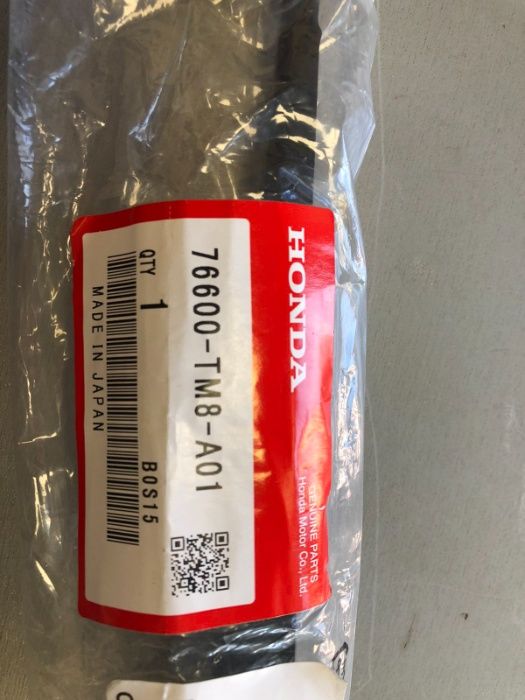 HONDA
GENUINE PARTS
Honda Motor Co., Ltd.
76600-TM8-A01
QTY 1 B0S15
MADE IN JAPAN